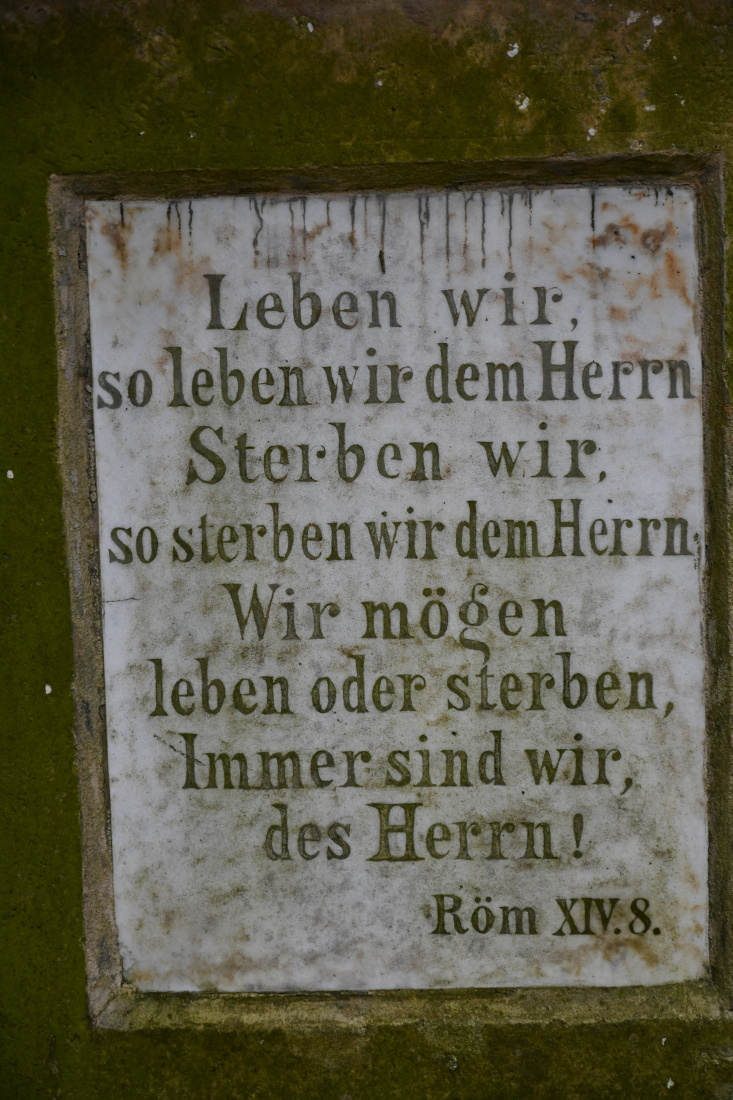 Leben wir,
so leben wir dem Herrn
Sterben wir,
so sterben wir dem Herrn,
Wir mögen
leben oder sterben,
Immer sind wir,
des Herrn!
Röm XIV. 8.